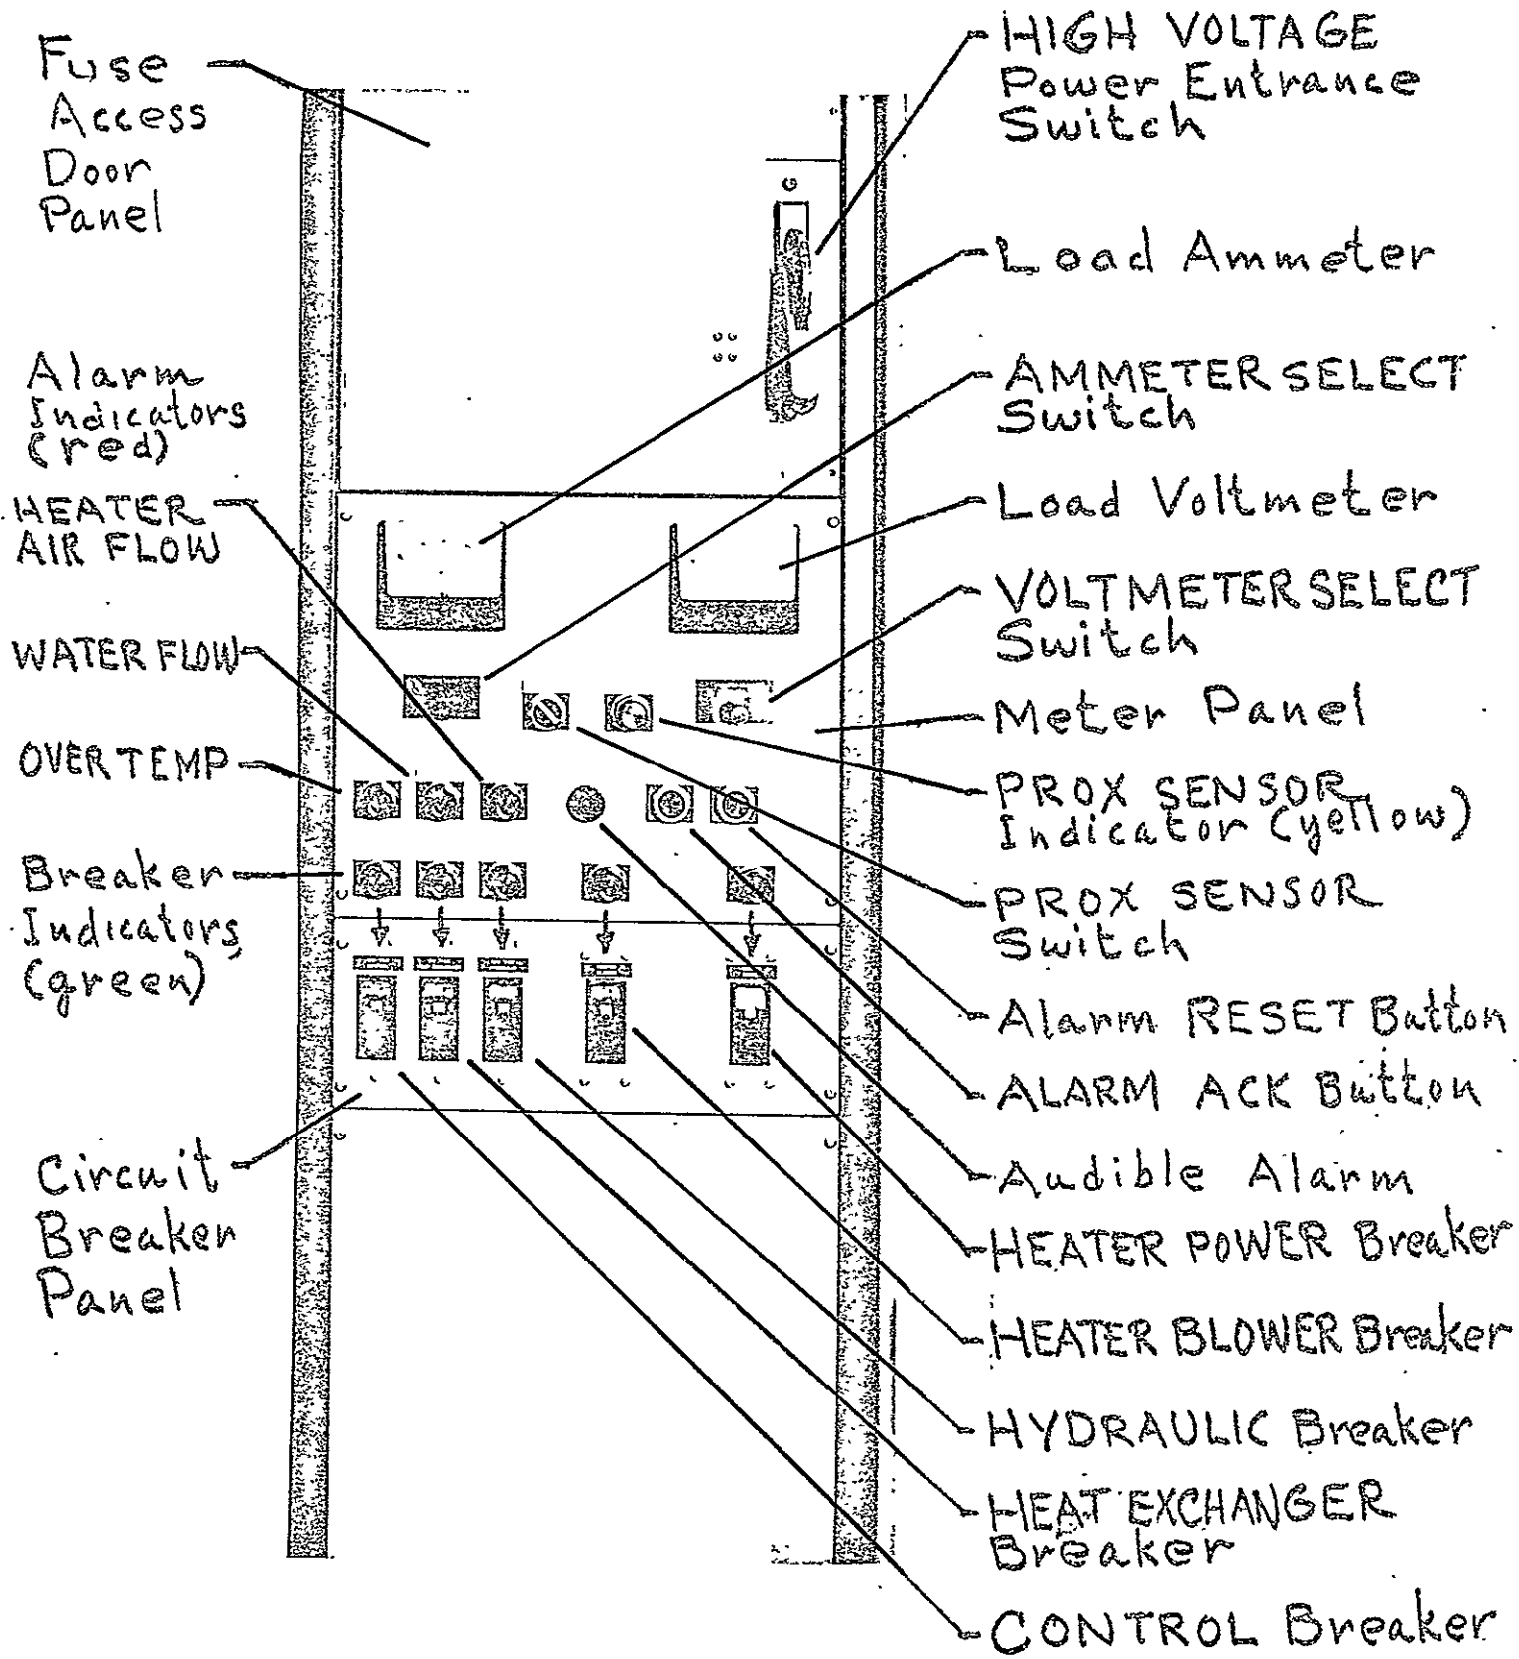 Fuse
Access
Door
Panel
Alarm
Indicators
(red)
HEATER
AIR FLOW
WATER FLOW
OVER TEMP
Breaker
Indicators
(green)
Circuit
Breaker
Panel
HIGH VOLTAGE
Power Entrance
Switch
Load Ammeter
AMMETER SELECT
Switch
Load Voltmeter
VOLTMETER SELECT
Switch
Meter Panel
PROX SENSOR
Indicator (yellow)
PROX SENSOR
Switch
Alarm RESET Button
ALARM ACK Button
Audible Alarm
HEATER POWER Breaker
HEATER BLOWER Breaker
HYDRAULIC Breaker
HEAT EXCHANGER
Breaker
CONTROL Breaker